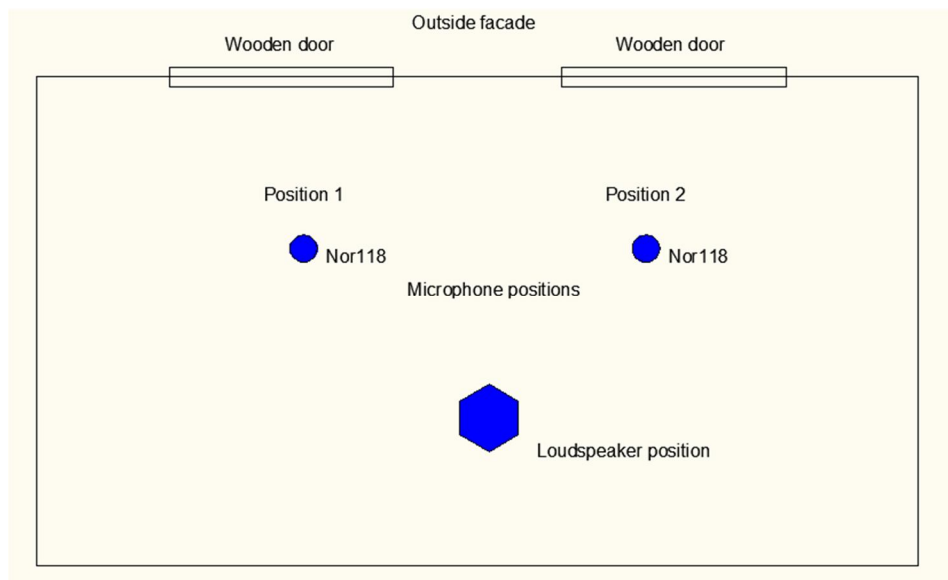 Outside facade
Wooden door
Wooden door
Position 1
Position 2
Nor118
Nor118
Microphone positions
Loudspeaker position